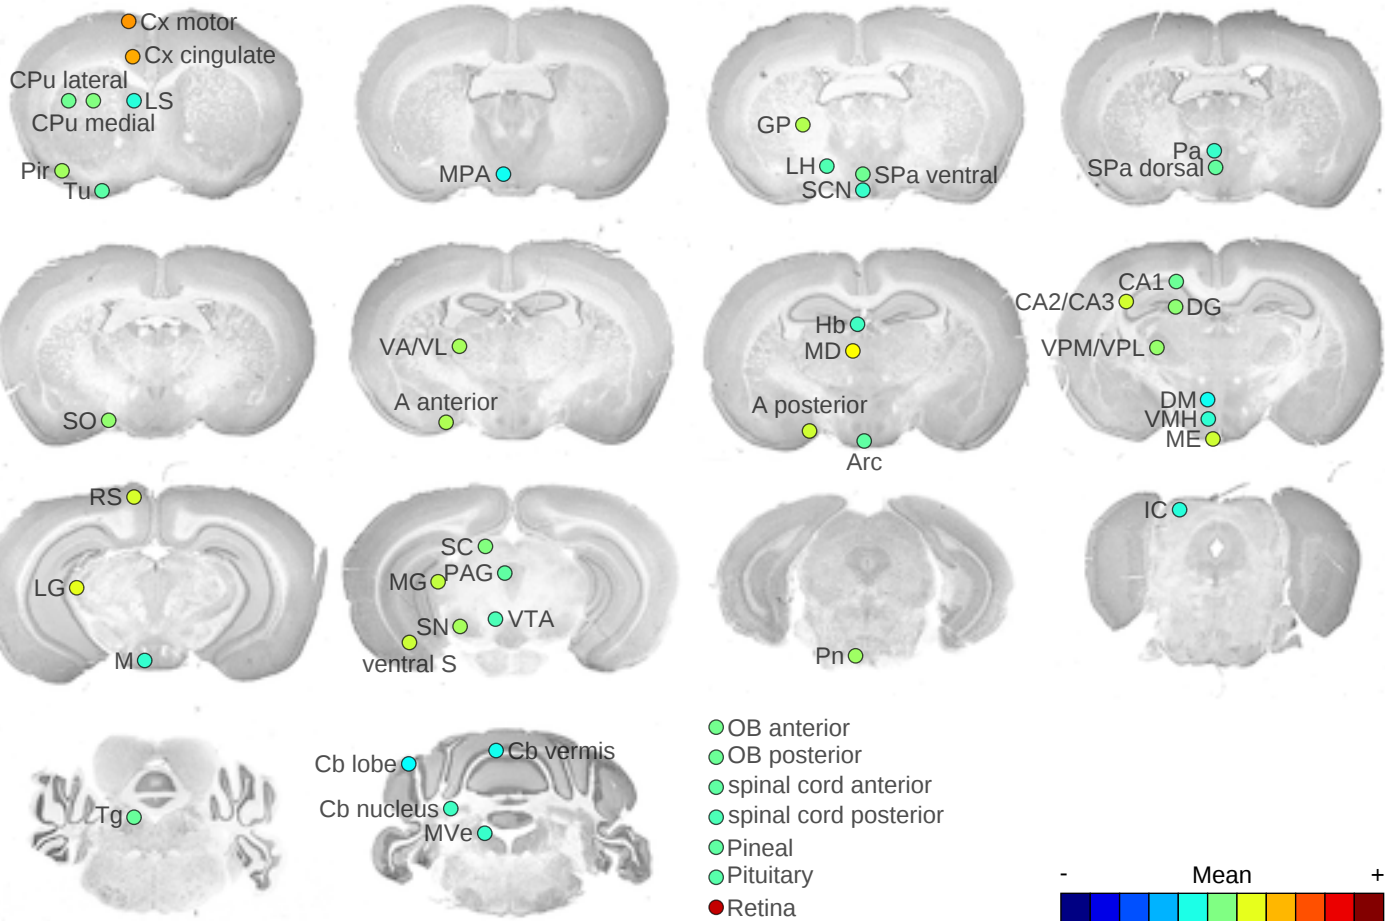 Cx motor
Cx cingulate
CPu lateral
LS
CPu medial
Pir
Tu
MPA
GP
LH
SPa ventral
SCN
Pa
SPa dorsal
SO
VA/VL
A anterior
Hb
MD
A posterior
Arc
CA1
CA2/CA3
DG
VPM/VPL
DM
VMH
ME
RS
LG
M
SC
PAG
MG
VTA
SN
ventral S
Pn
IC
Tg
Cb vermis
Cb lobe
Cb nucleus
MVe
OB anterior
OB posterior
spinal cord anterior
spinal cord posterior
Pineal
Pituitary
Retina
- Mean +